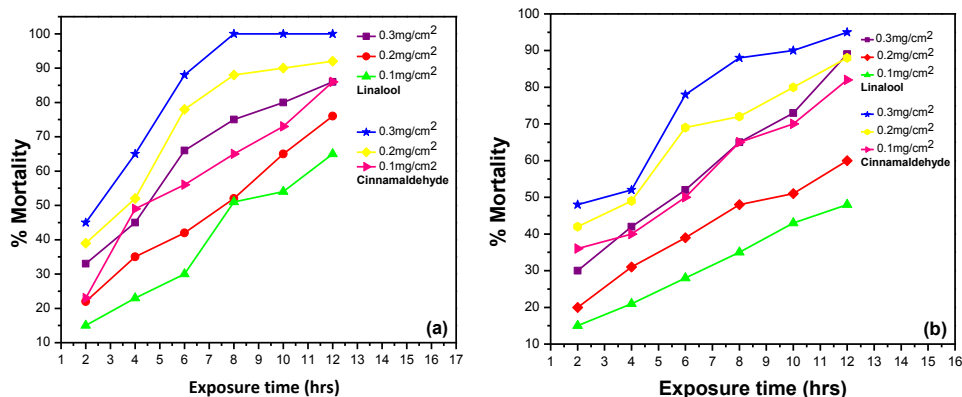 100
90
80
70
60
50
40
30
20
10
% Mortality
0.3mg/cm²
0.2mg/cm²
0.1mg/cm²
Linalool
0.3mg/cm²
0.2mg/cm²
0.1mg/cm2
Cinnamaldehyde
(a)
1 2 3 4 5 6 7 8 9 10 11 12 13 14 15 16 17
Exposure time (hrs)
100
90
80
70
60
50
40
30
20
10
% Mortality
0.3mg/cm²
0.2mg/cm²
0.1mg/cm²
Linalool
0.3mg/cm²
0.2mg/cm²
0.1mg/cm²
Cinnamaldehyde
(b)
1 2 3 4 5 6 7 8 9 10 11 12 13 14 15 16
Exposure time (hrs)